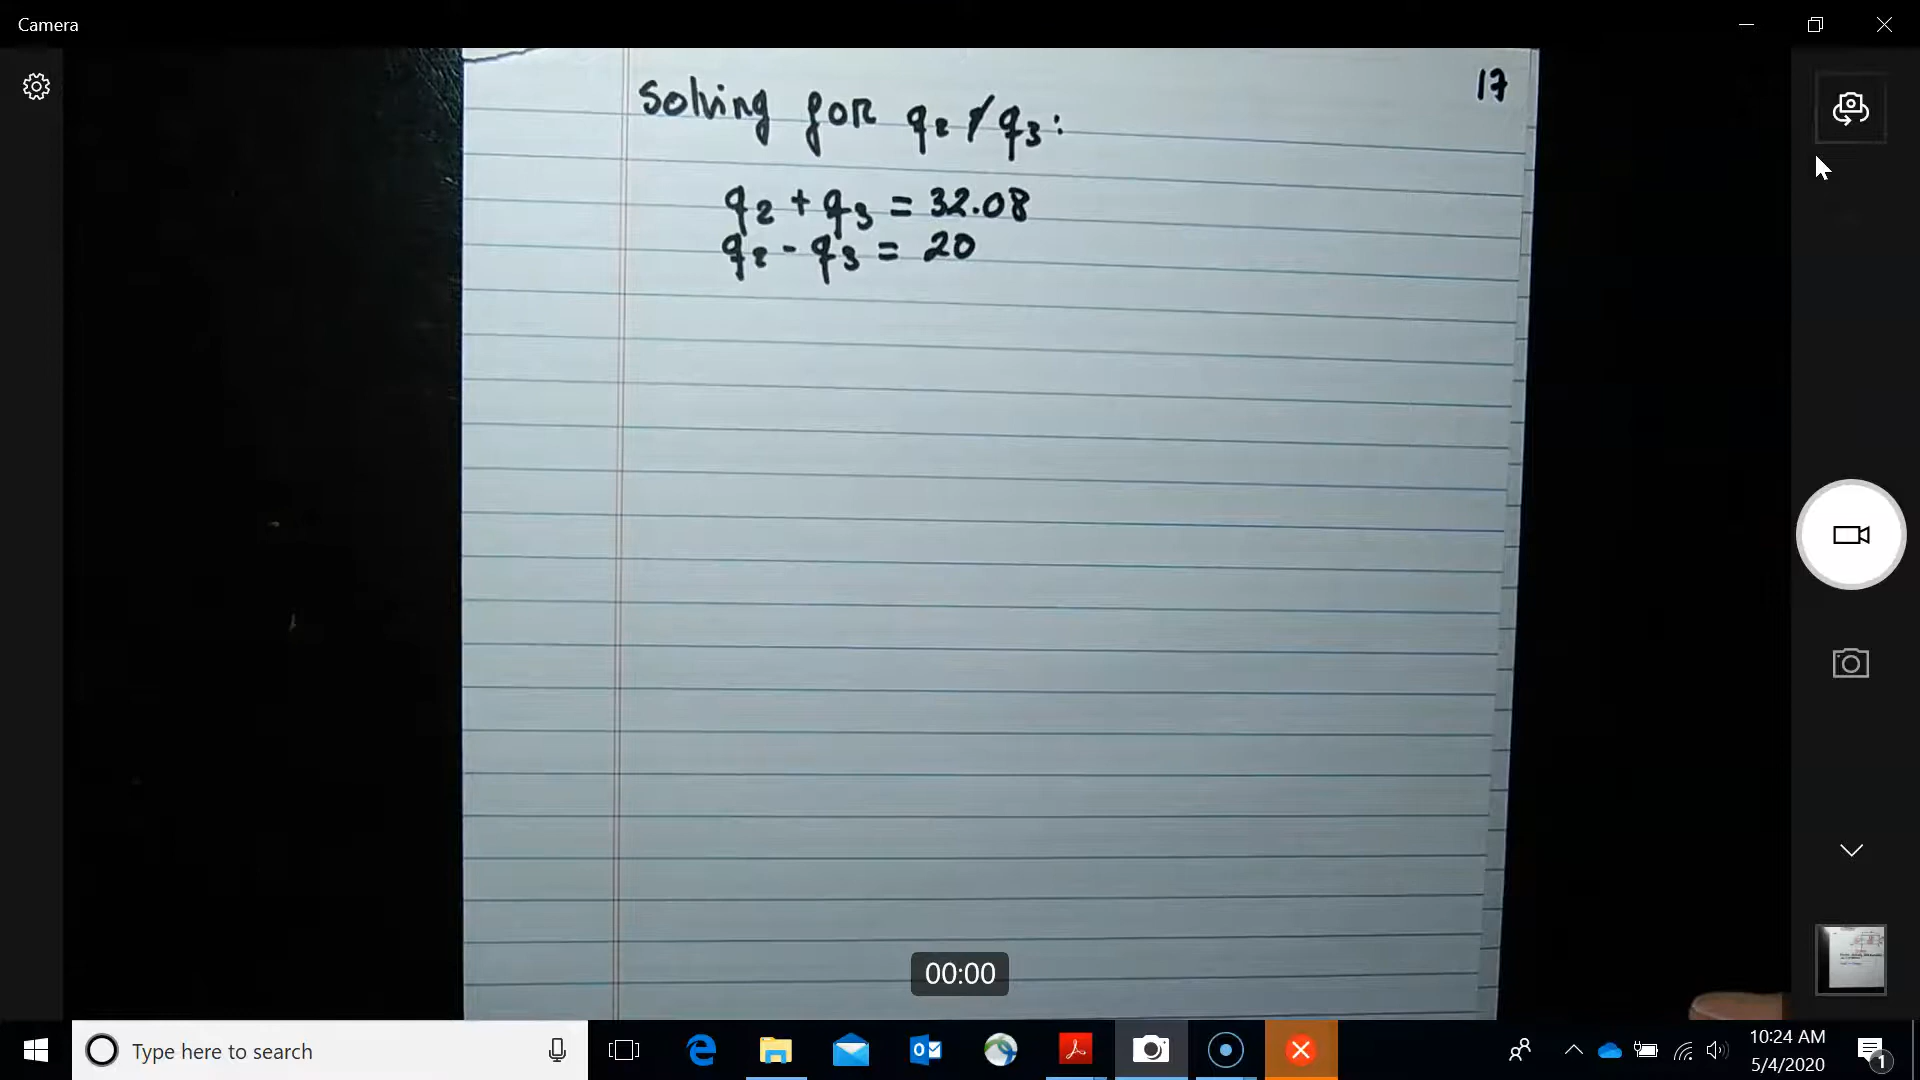 Camera
17
Solving for q2 & q3:
q2 + q3 = 32.08
q2 - q3 = 20
00:00
Type here to search
10:24 AM
5/4/2020
1